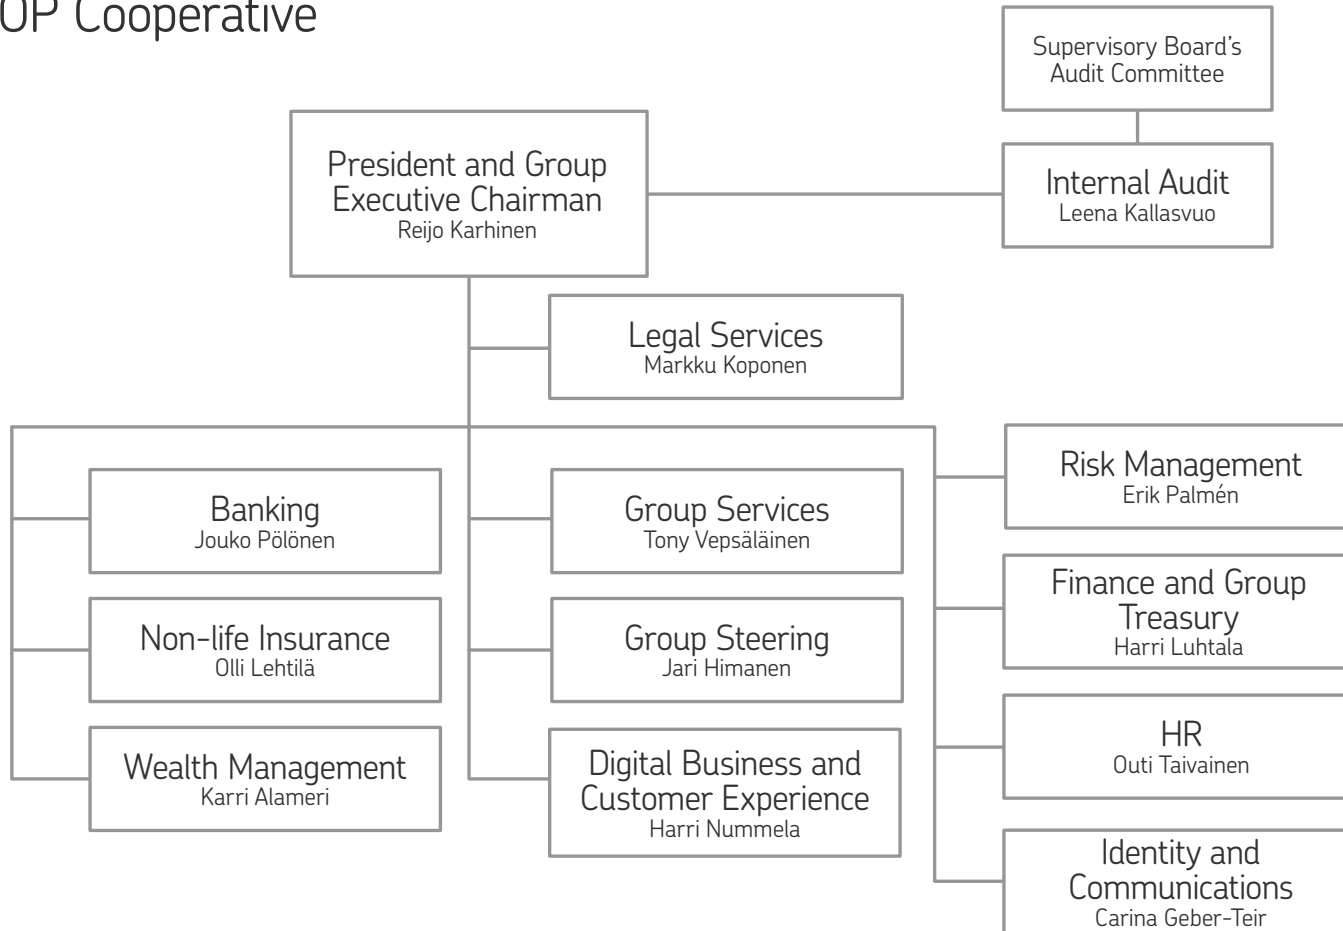 OP Cooperative
Supervisory Board's
Audit Committee
President and Group
Executive Chairman
Reijo Karhinen
Internal Audit
Leena Kallasvuo
Legal Services
Markku Koponen
Banking
Jouko Pölönen
Non-life Insurance
Olli Lehtilä
Wealth Management
Karri Alameri
Group Services
Tony Vepsäläinen
Group Steering
Jari Himanen
Digital Business and
Customer Experience
Harri Nummela
Risk Management
Erik Palmén
Finance and Group
Treasury
Harri Luhtala
HR
Outi Taivainen
Identity and
Communications
Carina Geber-Teir